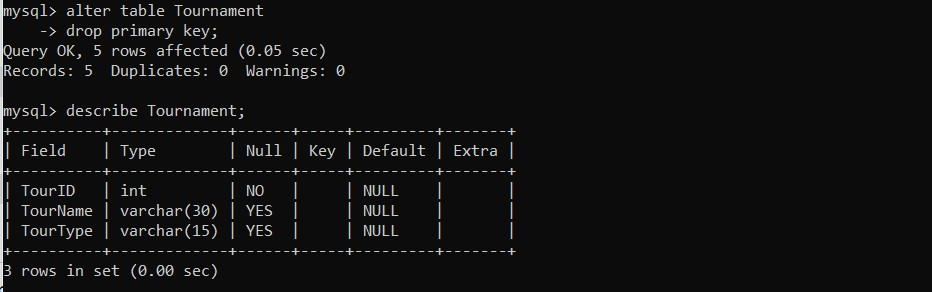 mysql> alter table Tournament
    -> drop primary key;
Query OK, 5 rows affected (0.05 sec)
Records: 5  Duplicates: 0  Warnings: 0

mysql> describe Tournament;
+----------+-------------+------+-----+---------+-------+
| Field    | Type        | Null | Key | Default | Extra |
+----------+-------------+------+-----+---------+-------+
| TourID   | int         | NO   |     | NULL    |       |
| TourName | varchar(30) | YES  |     | NULL    |       |
| TourType | varchar(15) | YES  |     | NULL    |       |
+----------+-------------+------+-----+---------+-------+
3 rows in set (0.00 sec)